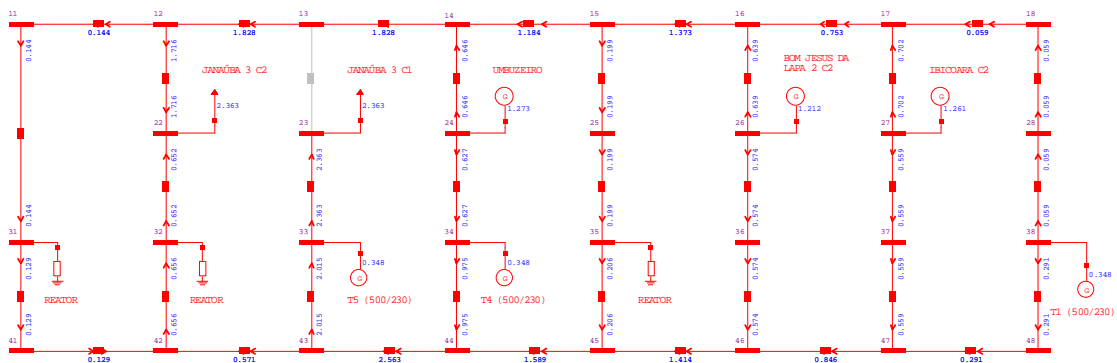 11 12 13 14 15 16 17 18
0.144 1.828 1.828 1.184 1.373 0.753 0.059
0.144 1.716 0.646 0.199 0.639 0.702 0.059
JANAÚBA 3 C2 JANAÚBA 3 C1 UMBUZEIRO BOM JESUS DA
LAPA 2 C2 IBICOARA C2
G G G
2.363 2.363 1.273 1.212 1.261
1.716 0.646 0.199 0.639 0.702 0.059
22 23 24 25 26 27 28
0.652 2.363 0.627 0.199 0.574 0.559 0.059
0.144 0.652 2.363 0.627 0.199 0.574 0.559 0.059
31 32 33 34 35 36 37 38
0.129 0.656 2.015 0.348 0.975 0.348 0.206 0.574 0.559 0.291 0.348
G G G
REATOR REATOR T5 (500/230) T4 (500/230) REATOR T1 (500/230)
0.129 0.656 2.015 0.975 0.206 0.574 0.559 0.291
41 42 43 44 45 46 47 48
0.129 0.571 2.563 1.589 1.414 0.846 0.291